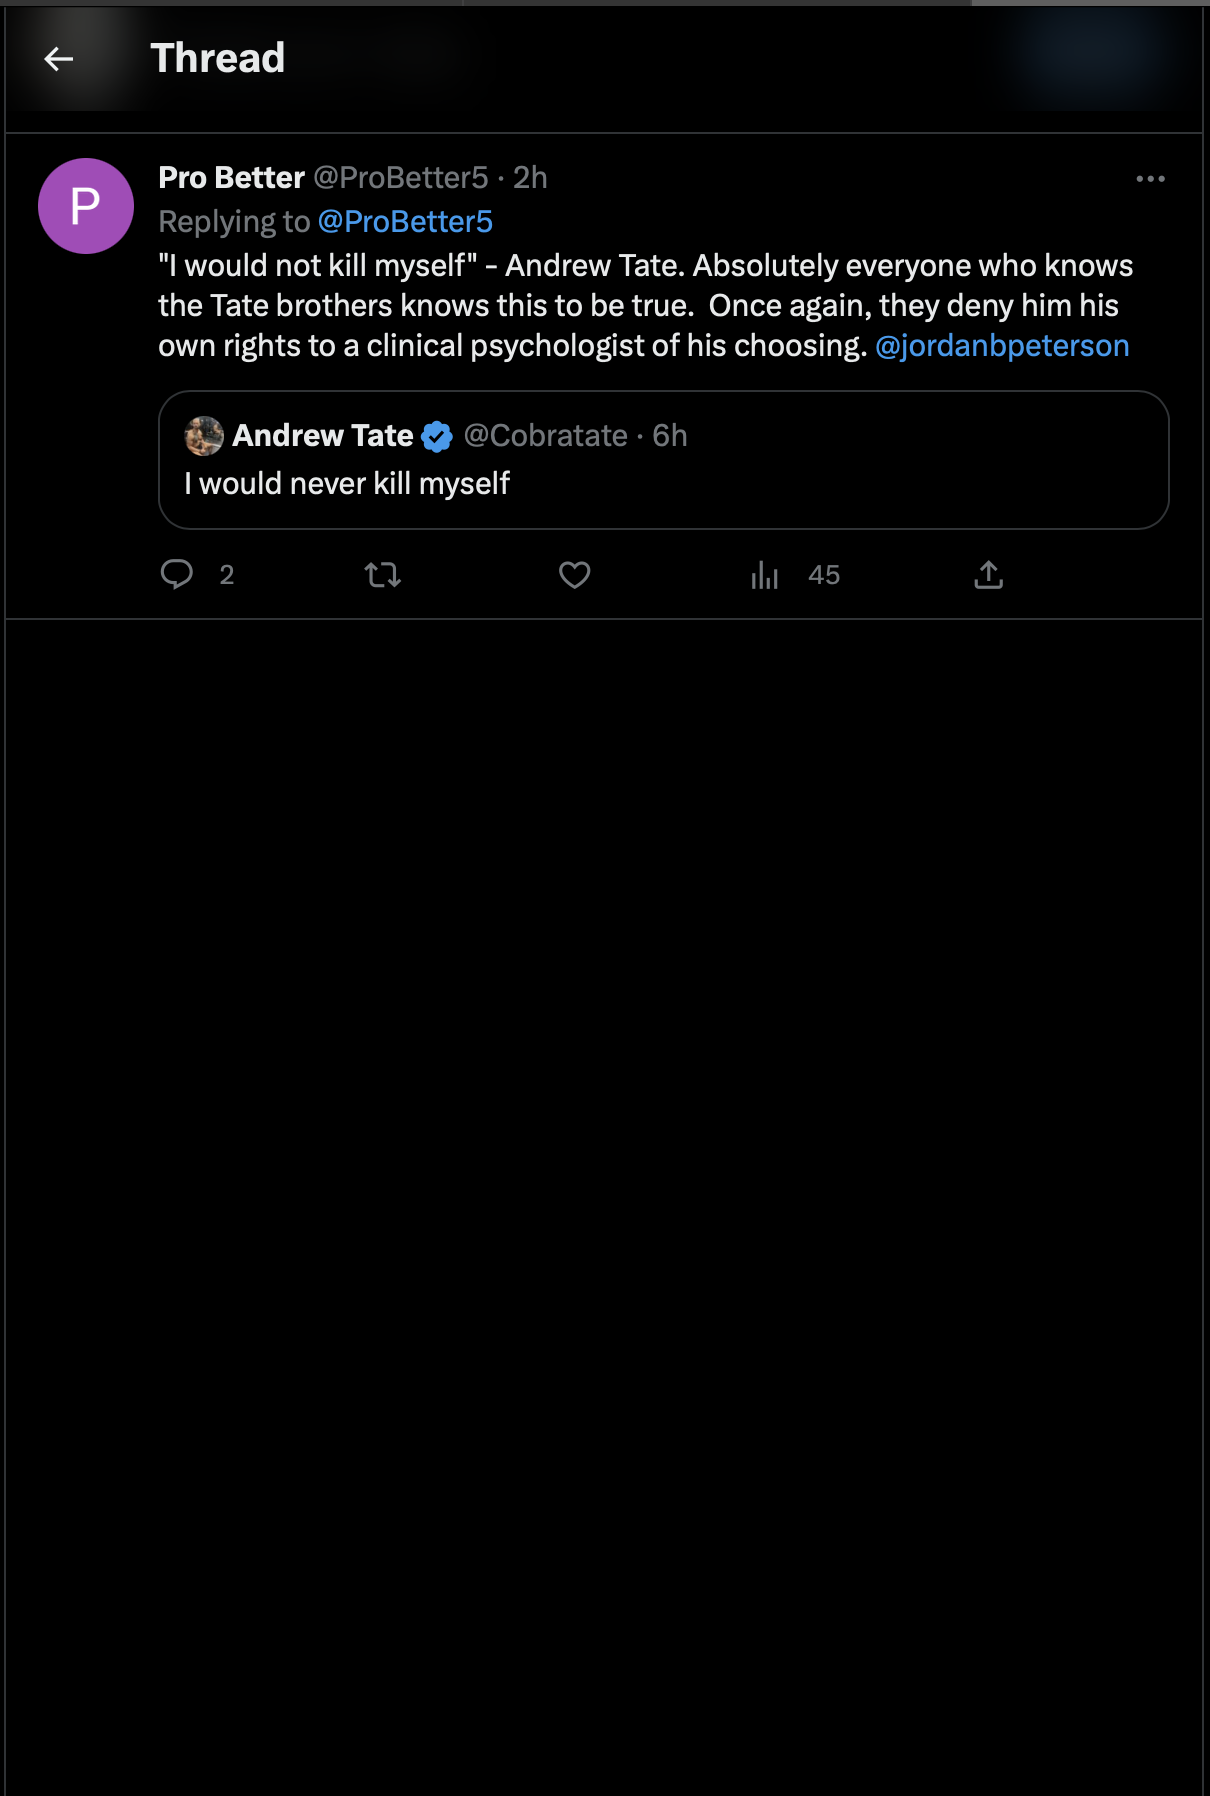 Thread
P
Pro Better @ProBetter5 · 2h
Replying to @ProBetter5
"I would not kill myself" - Andrew Tate. Absolutely everyone who knows
the Tate brothers knows this to be true.  Once again, they deny him his
own rights to a clinical psychologist of his choosing. @jordanbpeterson
Andrew Tate @Cobratate · 6h
I would never kill myself
2 45